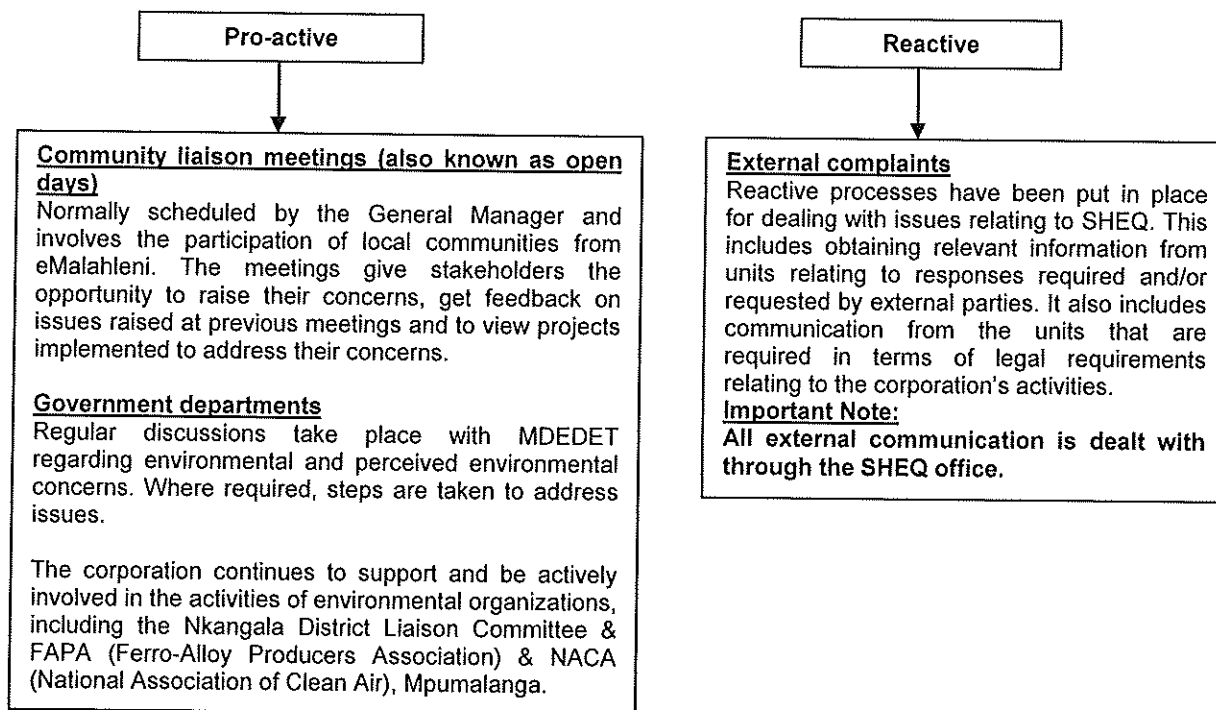 Pro-active
Community liaison meetings (also known as open
days)
Normally scheduled by the General Manager and
involves the participation of local communities from
eMalahleni. The meetings give stakeholders the
opportunity to raise their concerns, get feedback on
issues raised at previous meetings and to view projects
implemented to address their concerns.
Government departments
Regular discussions take place with MDEDET
regarding environmental and perceived environmental
concerns. Where required, steps are taken to address
issues.
The corporation continues to support and be actively
involved in the activities of environmental organizations,
including the Nkangala District Liaison Committee &
FAPA (Ferro-Alloy Producers Association) & NACA
(National Association of Clean Air), Mpumalanga.
Reactive
External complaints
Reactive processes have been put in place
for dealing with issues relating to SHEQ. This
includes obtaining relevant information from
units relating to responses required and/or
requested by external parties. It also includes
communication from the units that are
required in terms of legal requirements
relating to the corporation's activities.
Important Note:
All external communication is dealt with
through the SHEQ office.